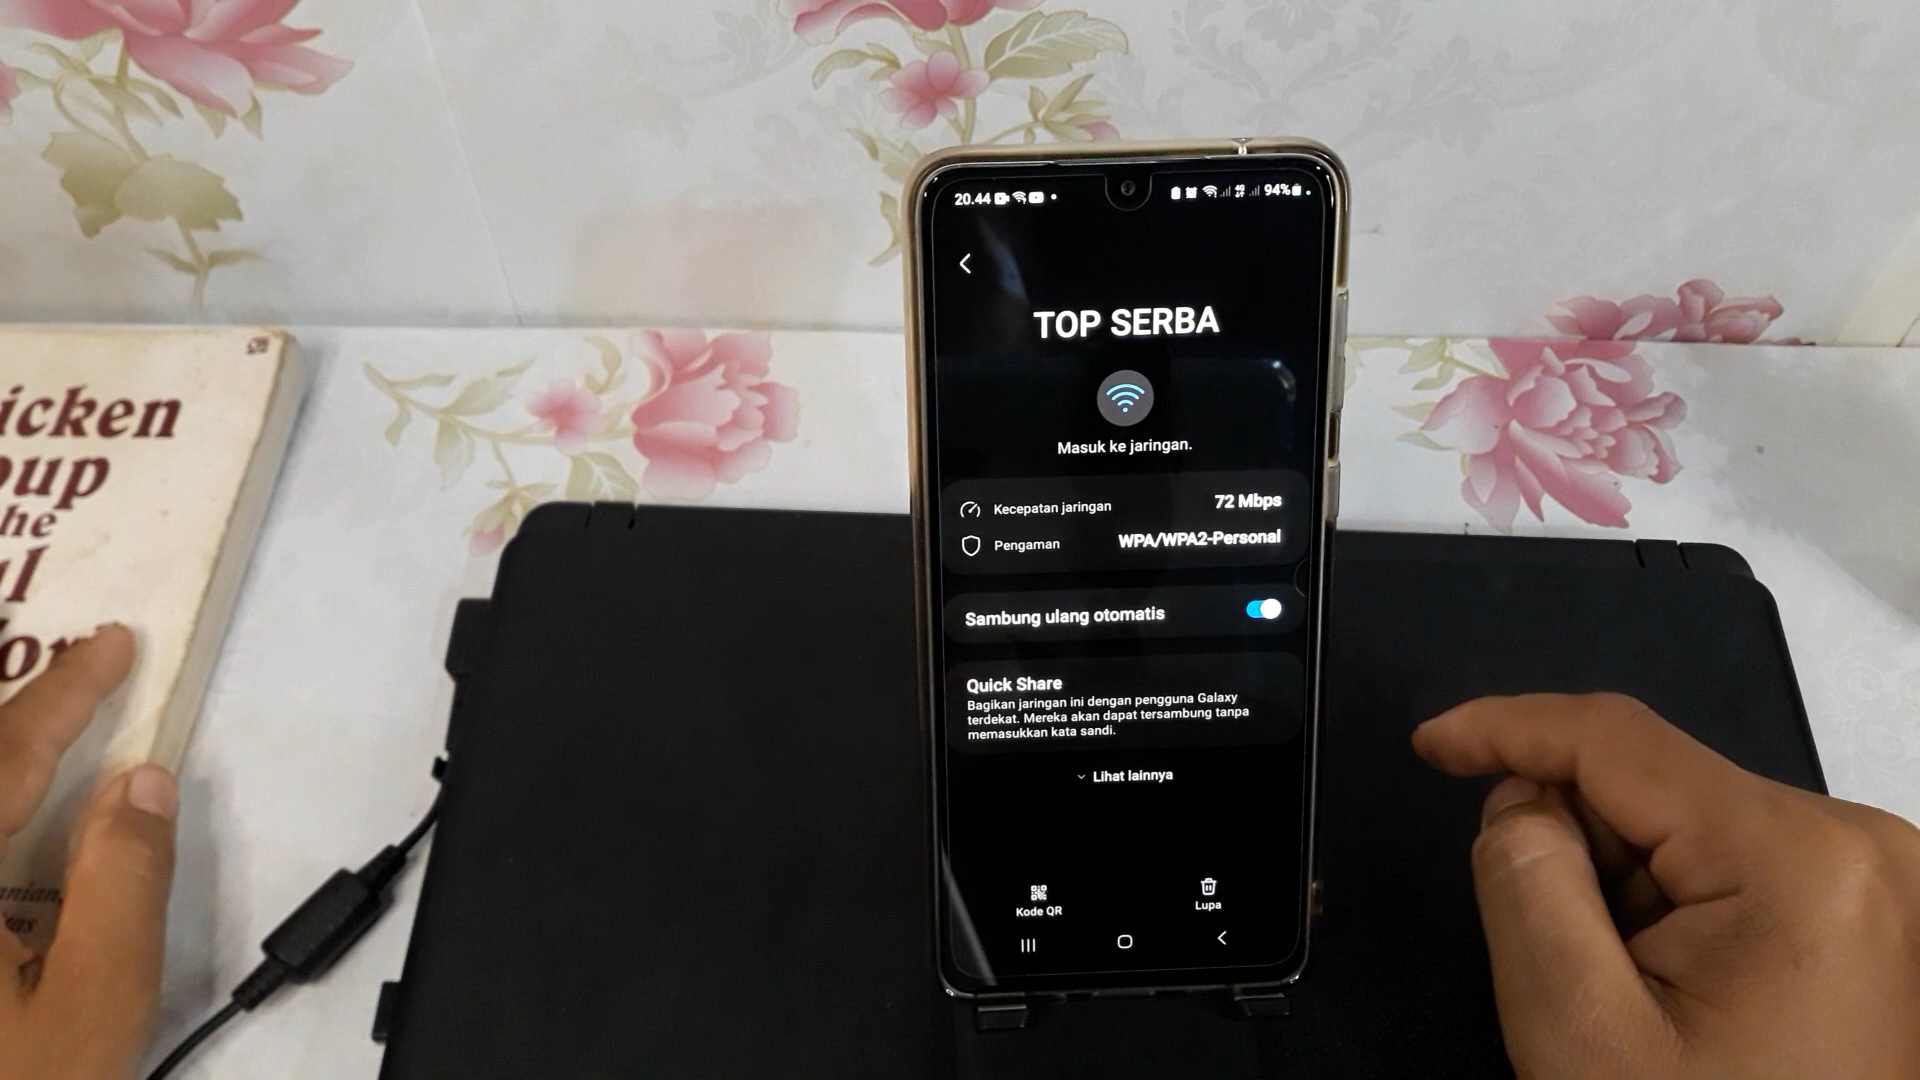 20.44
94%
TOP SERBA
Masuk ke jaringan.
Kecepatan jaringan 72 Mbps
Pengaman WPA/WPA2-Personal
Sambung ulang otomatis
Quick Share
Bagikan jaringan ini dengan pengguna Galaxy
terdekat. Mereka akan dapat tersambung tanpa
memasukkan kata sandi.
Lihat lainnya
Kode QR
Lupa
icken
oup
he